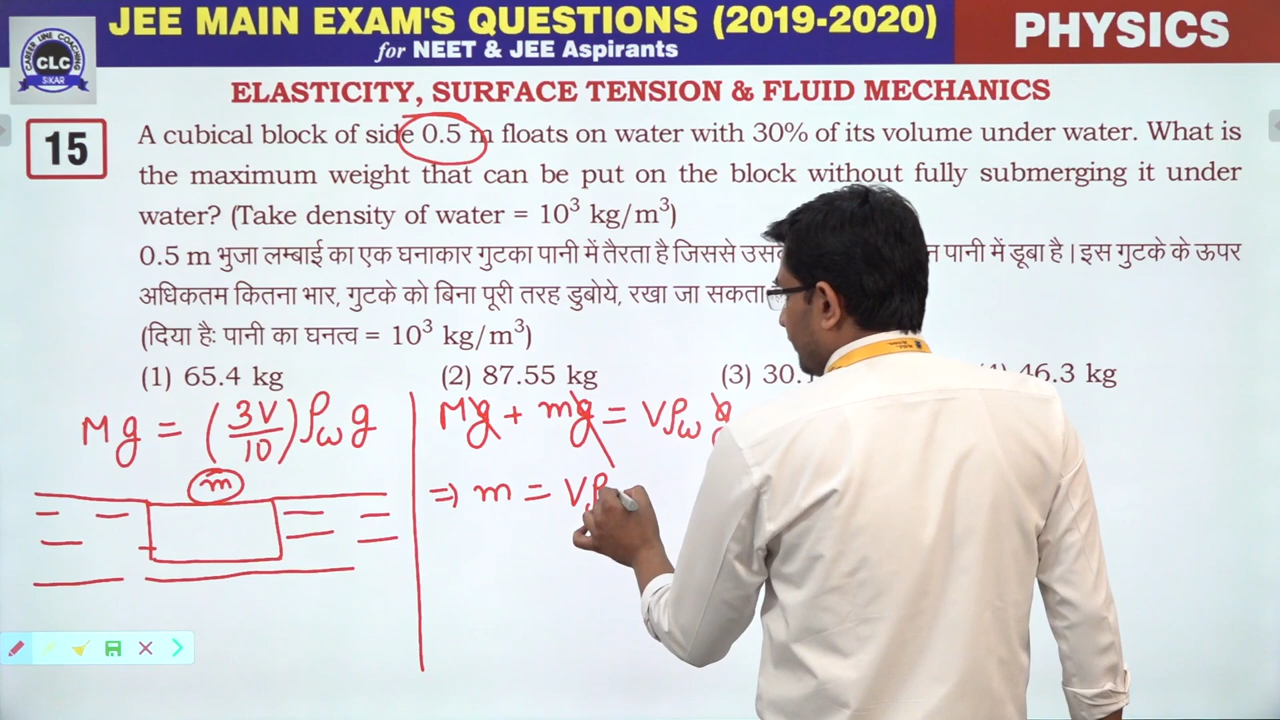 JEE MAIN EXAM'S QUESTIONS (2019-2020)
for NEET & JEE Aspirants
PHYSICS
CAREER LINE COACHING
CLC
SIKAR
ELASTICITY, SURFACE TENSION & FLUID MECHANICS
15
A cubical block of side 0.5 m floats on water with 30% of its volume under water. What is
the maximum weight that can be put on the block without fully submerging it under
water? (Take density of water = 10³ kg/m³)
0.5 m भुजा लम्बाई का एक घनाकार गुटका पानी में तैरता है जिससे पानी में डूबा है। इस गुटके के ऊपर
अधिकतम कितना भार, गुटके को बिना पूरी तरह डुबोये, रखा जा सकता
(दिया हैः पानी का घनत्व = 10³ kg/m³)
(1) 65.4 kg (2) 87.55 kg (3) 30. 46.3 kg
Mg = (3V/10)ρ_w g
Mg + mg = Vρ_w g
m
⇒ m = Vρ